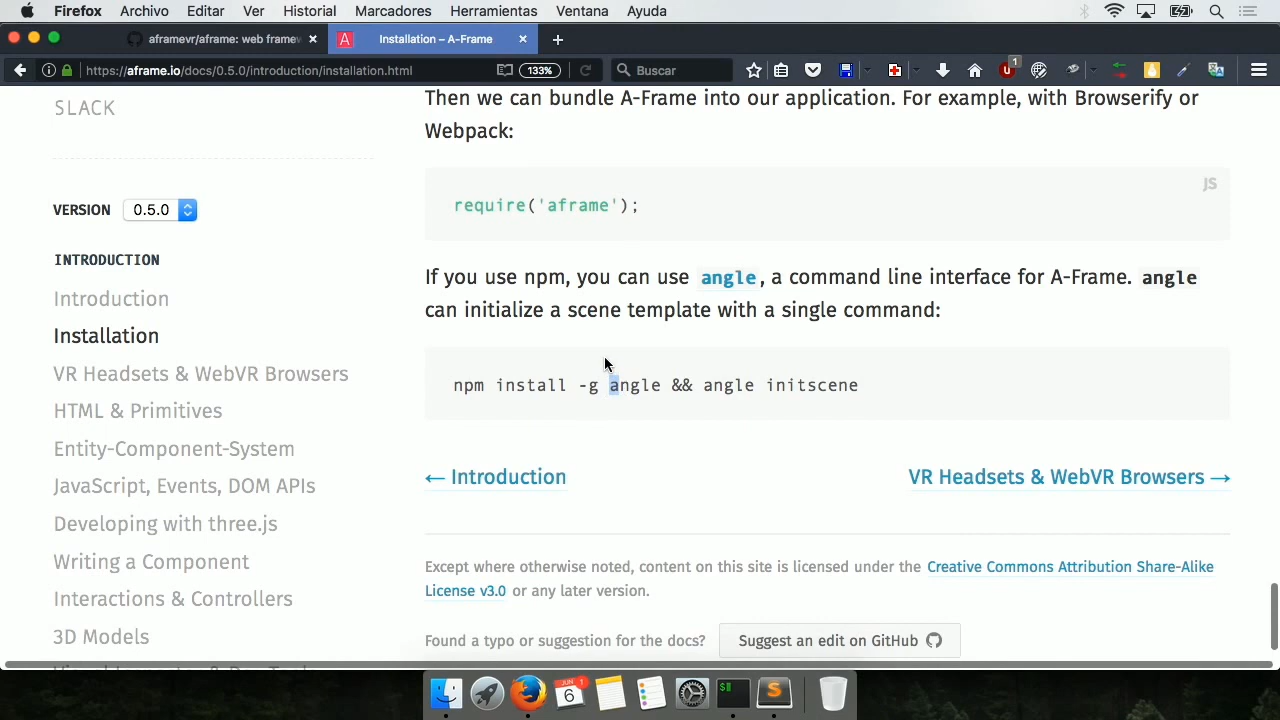 Firefox Archivo Editar Ver Historial Marcadores Herramientas Ventana Ayuda
aframevr/aframe: web framew
A Installation – A-Frame
https://aframe.io/docs/0.5.0/introduction/installation.html
133%
Buscar
1
SLACK
VERSION 0.5.0
INTRODUCTION
Introduction
Installation
VR Headsets & WebVR Browsers
HTML & Primitives
Entity-Component-System
JavaScript, Events, DOM APIs
Developing with three.js
Writing a Component
Interactions & Controllers
3D Models
Then we can bundle A-Frame into our application. For example, with Browserify or
Webpack:
JS
require('aframe');
If you use npm, you can use angle, a command line interface for A-Frame. angle
can initialize a scene template with a single command:
npm install -g angle && angle initscene
← Introduction
VR Headsets & WebVR Browsers →
Except where otherwise noted, content on this site is licensed under the Creative Commons Attribution Share-Alike
License v3.0 or any later version.
Found a typo or suggestion for the docs? Suggest an edit on GitHub
JUN 1
6
$
S